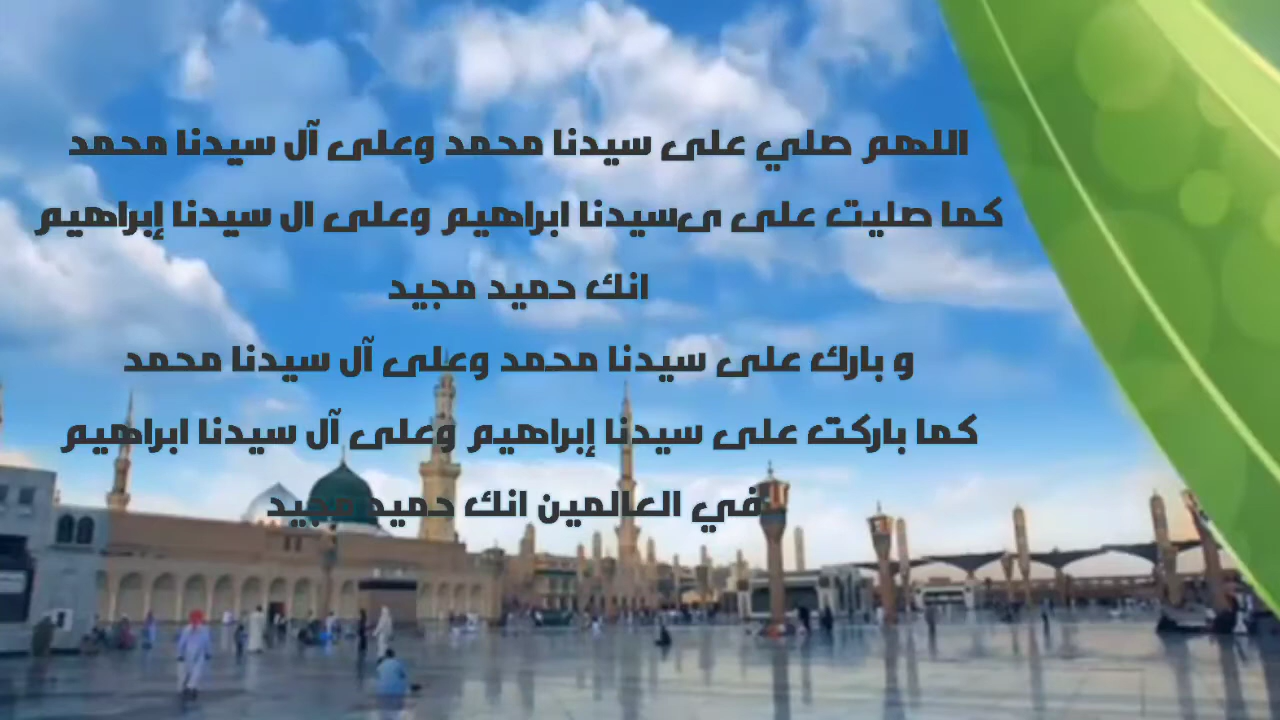 اللهم صلي على سيدنا محمد وعلى آل سيدنا محمد
كما صليت على ىسيدنا ابراهيم وعلى ال سيدنا إبراهيم
انك حميد مجيد
و بارك على سيدنا محمد وعلى آل سيدنا محمد
كما باركت على سيدنا إبراهيم وعلى آل سيدنا ابراهيم
في العالمين انك حميد مجيد